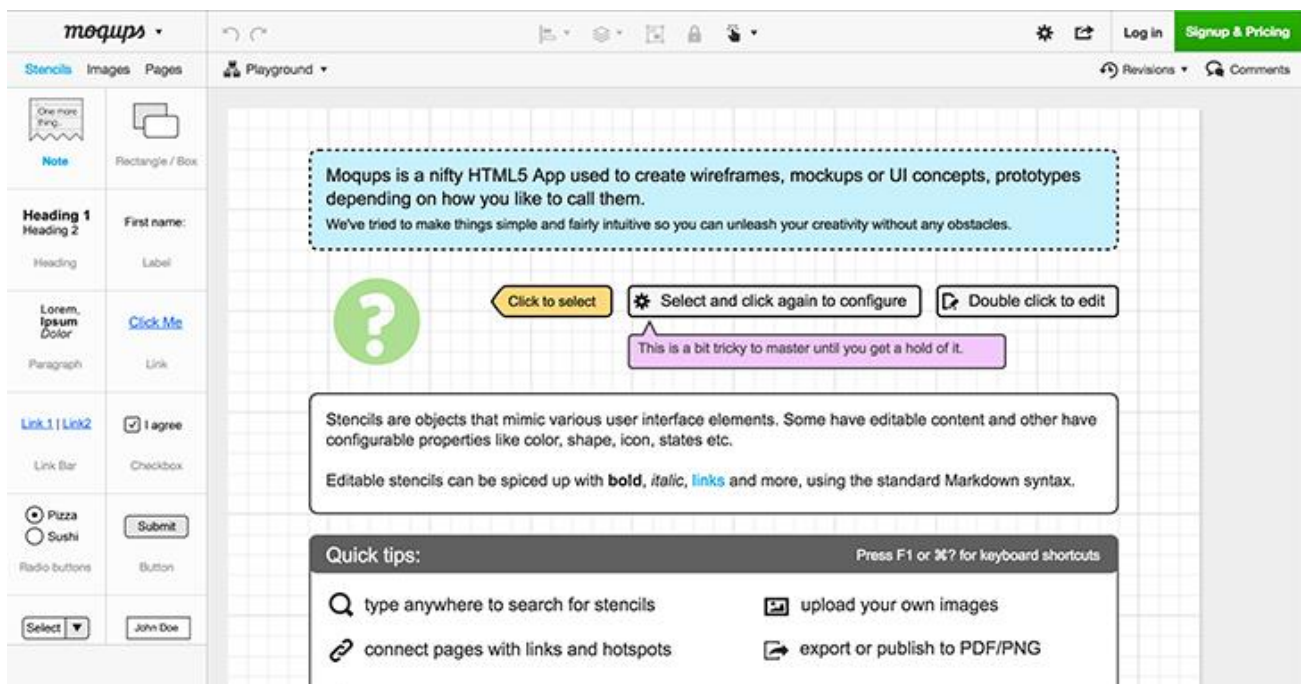 moqups
Log in
Signup & Pricing
Stencils Images Pages
Playground
Revisions
Comments
One more
thing..
Note
Rectangle / Box
Heading 1
Heading 2
Heading
First name:
Label
Lorem,
Ipsum
Dolor
Paragraph
Click Me
Link
Link 1 | Link2
Link Bar
I agree
Checkbox
Pizza
Sushi
Radio buttons
Submit
Button
Select
John Doe
Moqups is a nifty HTML5 App used to create wireframes, mockups or UI concepts, prototypes
depending on how you like to call them.
We've tried to make things simple and fairly intuitive so you can unleash your creativity without any obstacles.
?
Click to select
Select and click again to configure
Double click to edit
This is a bit tricky to master until you get a hold of it.
Stencils are objects that mimic various user interface elements. Some have editable content and other have
configurable properties like color, shape, icon, states etc.
Editable stencils can be spiced up with bold, italic, links and more, using the standard Markdown syntax.
Quick tips:
Press F1 or ⌘? for keyboard shortcuts
type anywhere to search for stencils
upload your own images
connect pages with links and hotspots
export or publish to PDF/PNG